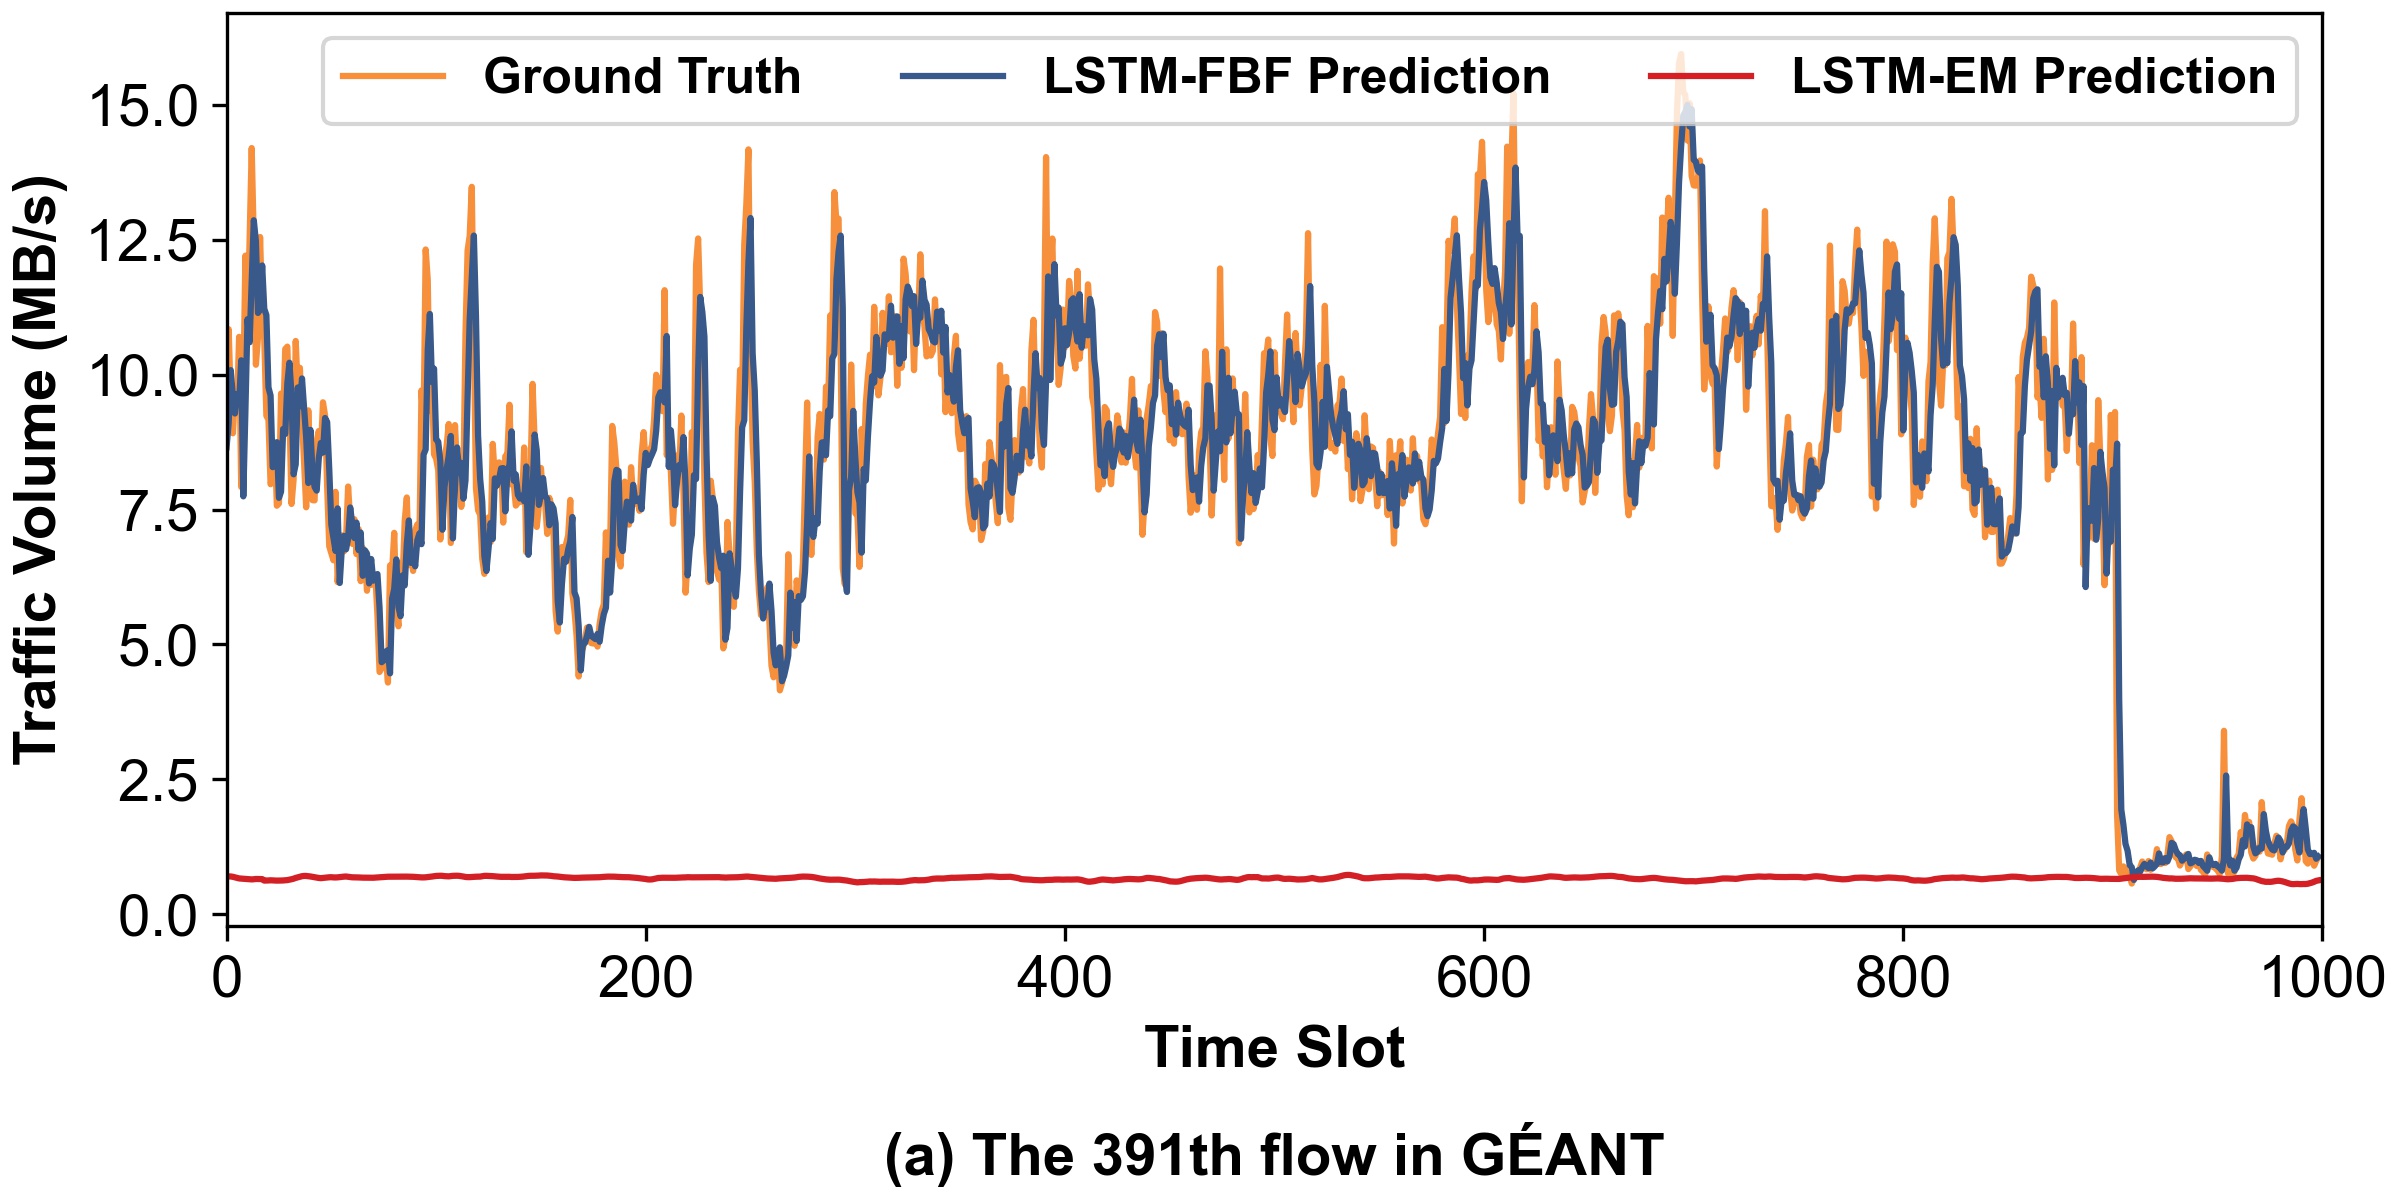 Ground Truth LSTM-FBF Prediction LSTM-EM Prediction
15.0
12.5
10.0
7.5
5.0
2.5
0.0
Traffic Volume (MB/s)
0 200 400 600 800 1000
Time Slot
(a) The 391th flow in GÉANT